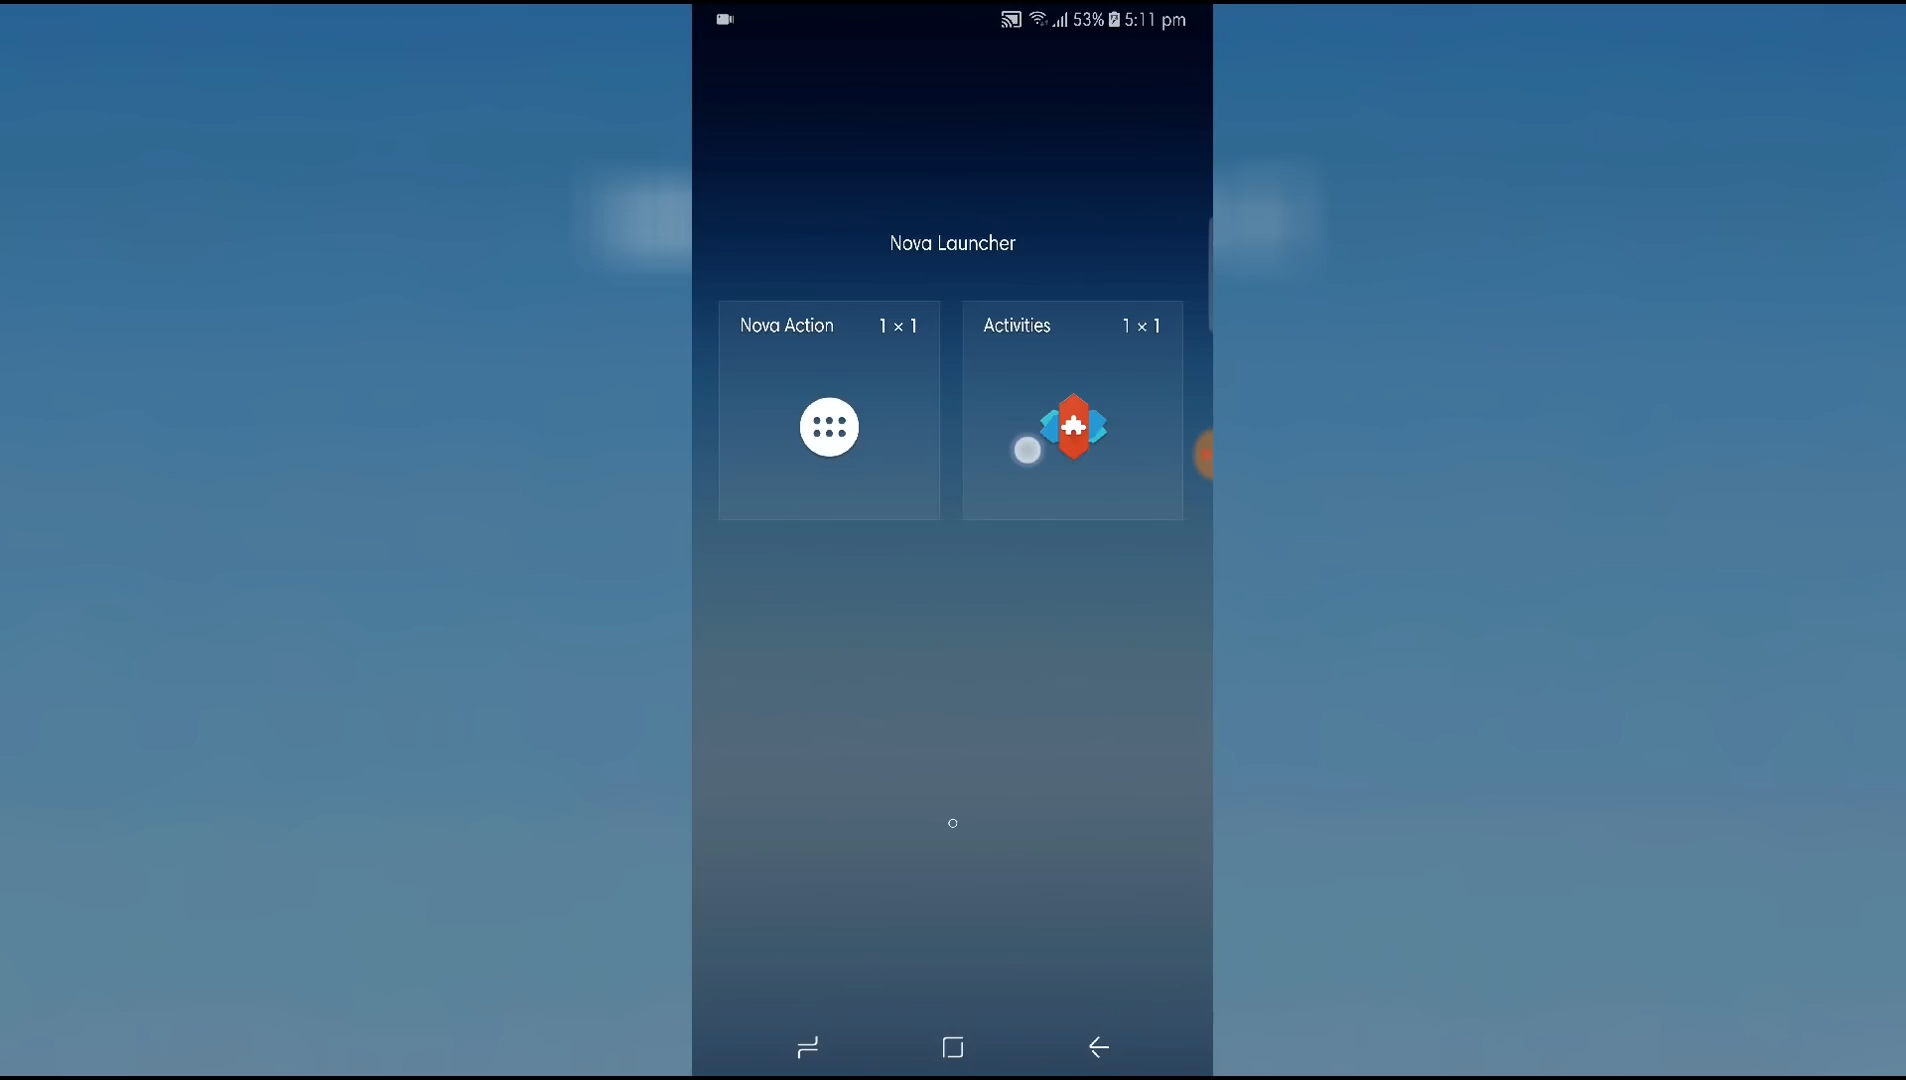 53% 5:11 pm
Nova Launcher
Nova Action 1 × 1
Activities 1 × 1